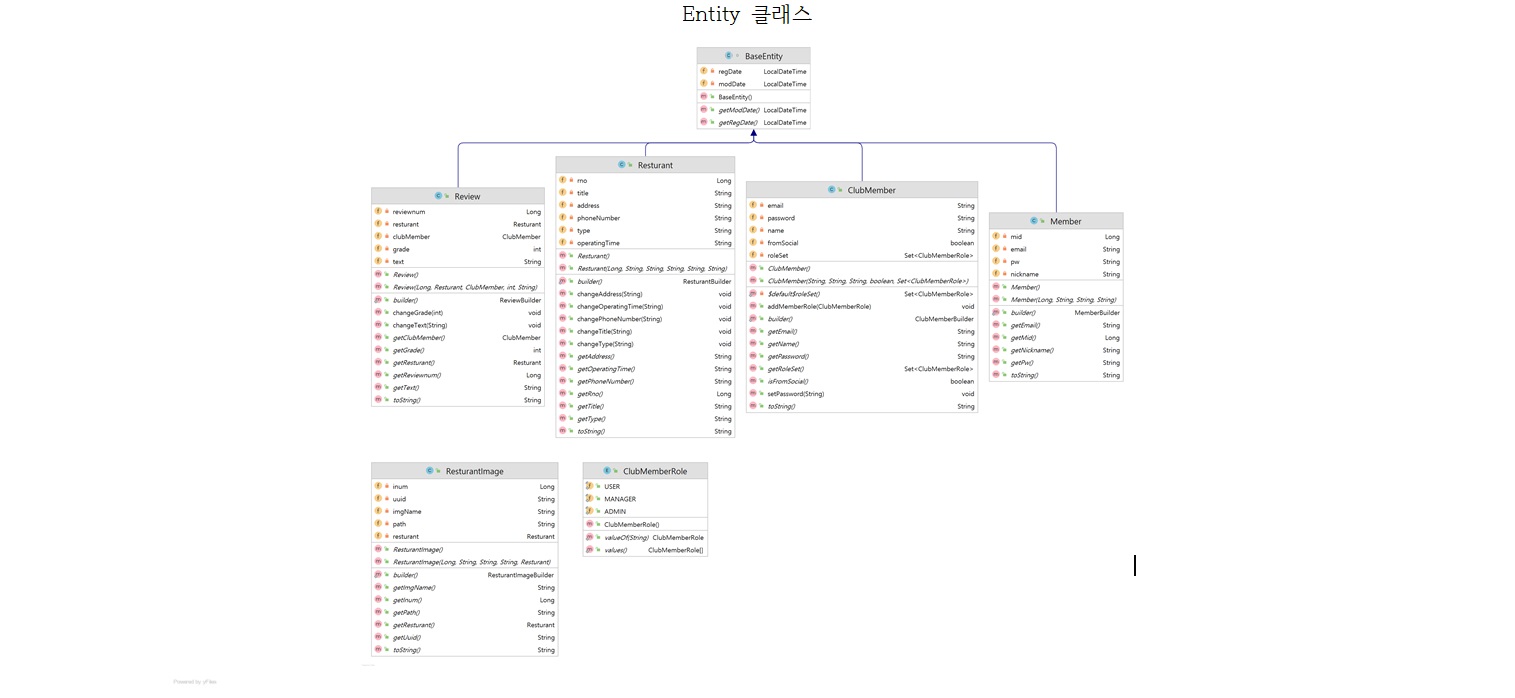 Entity 클래스
BaseEntity
regDate LocalDateTime
modDate LocalDateTime
BaseEntity()
getModDate() LocalDateTime
getRegDate() LocalDateTime
Review
reviewnum Long
resturant Resturant
clubMember ClubMember
grade int
text String
Review()
Review(Long, Resturant, ClubMember, int, String)
builder() ReviewBuilder
changeGrade(int) void
changeText(String) void
getClubMember() ClubMember
getGrade() int
getResturant() Resturant
getReviewnum() Long
getText() String
toString() String
Resturant
rno Long
title String
address String
phoneNumber String
type String
operatingTime String
Resturant()
Resturant(Long, String, String, String, String, String)
builder() ResturantBuilder
changeAddress(String) void
changeOperatingTime(String) void
changePhoneNumber(String) void
changeTitle(String) void
changeType(String) void
getAddress() String
getOperatingTime() String
getPhoneNumber() String
getRno() Long
getTitle() String
getType() String
toString() String
ClubMember
email String
password String
name String
fromSocial boolean
roleSet Set<ClubMemberRole>
ClubMember()
ClubMember(String, String, String, boolean, Set<ClubMemberRole>)
$default$roleSet() Set<ClubMemberRole>
addMemberRole(ClubMemberRole) void
builder() ClubMemberBuilder
getEmail() String
getName() String
getPassword() String
getRoleSet() Set<ClubMemberRole>
isFromSocial() boolean
setPassword(String) void
toString() String
Member
mid Long
email String
pw String
nickname String
Member()
Member(Long, String, String, String)
builder() MemberBuilder
getEmail() String
getMid() Long
getNickname() String
getPw() String
toString() String
ResturantImage
inum Long
uuid String
imgName String
path String
resturant Resturant
ResturantImage()
ResturantImage(Long, String, String, String, Resturant)
builder() ResturantImageBuilder
getImgName() String
getInum() Long
getPath() String
getResturant() Resturant
getUuid() String
toString() String
ClubMemberRole
USER
MANAGER
ADMIN
ClubMemberRole()
valueOf(String) ClubMemberRole
values() ClubMemberRole[]
Powered by yFiles